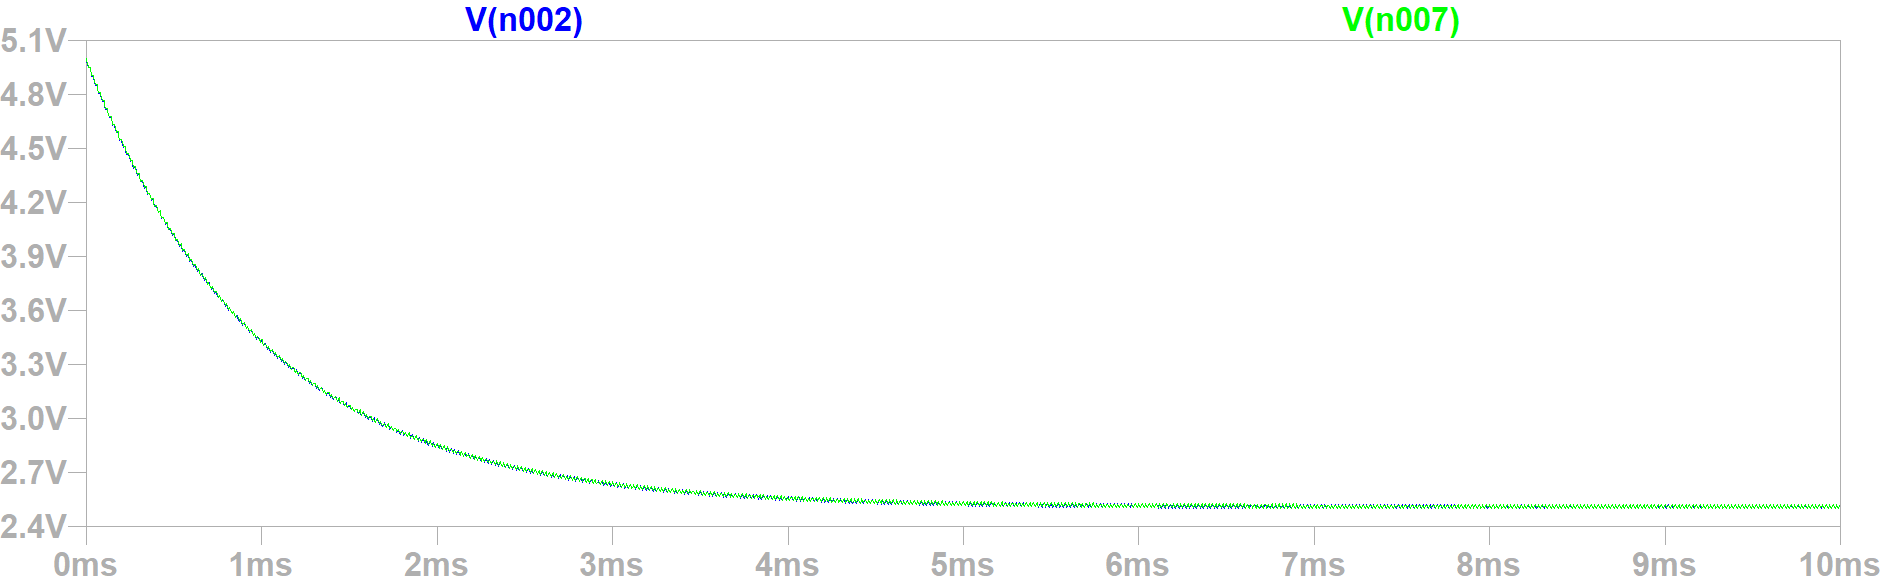 V(n002) V(n007)
5.1V
4.8V
4.5V
4.2V
3.9V
3.6V
3.3V
3.0V
2.7V
2.4V
0ms 1ms 2ms 3ms 4ms 5ms 6ms 7ms 8ms 9ms 10ms